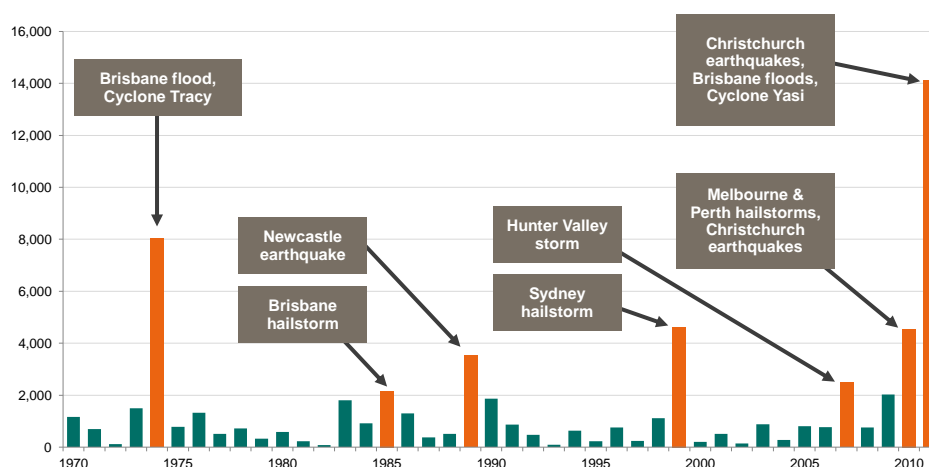 16,000
14,000
12,000
10,000
8,000
6,000
4,000
2,000
0
Brisbane flood,
Cyclone Tracy
Newcastle
earthquake
Brisbane
hailstorm
Hunter Valley
storm
Sydney
hailstorm
Christchurch
earthquakes,
Brisbane floods,
Cyclone Yasi
Melbourne &
Perth hailstorms,
Christchurch
earthquakes
1970 1975 1980 1985 1990 1995 2000 2005 2010